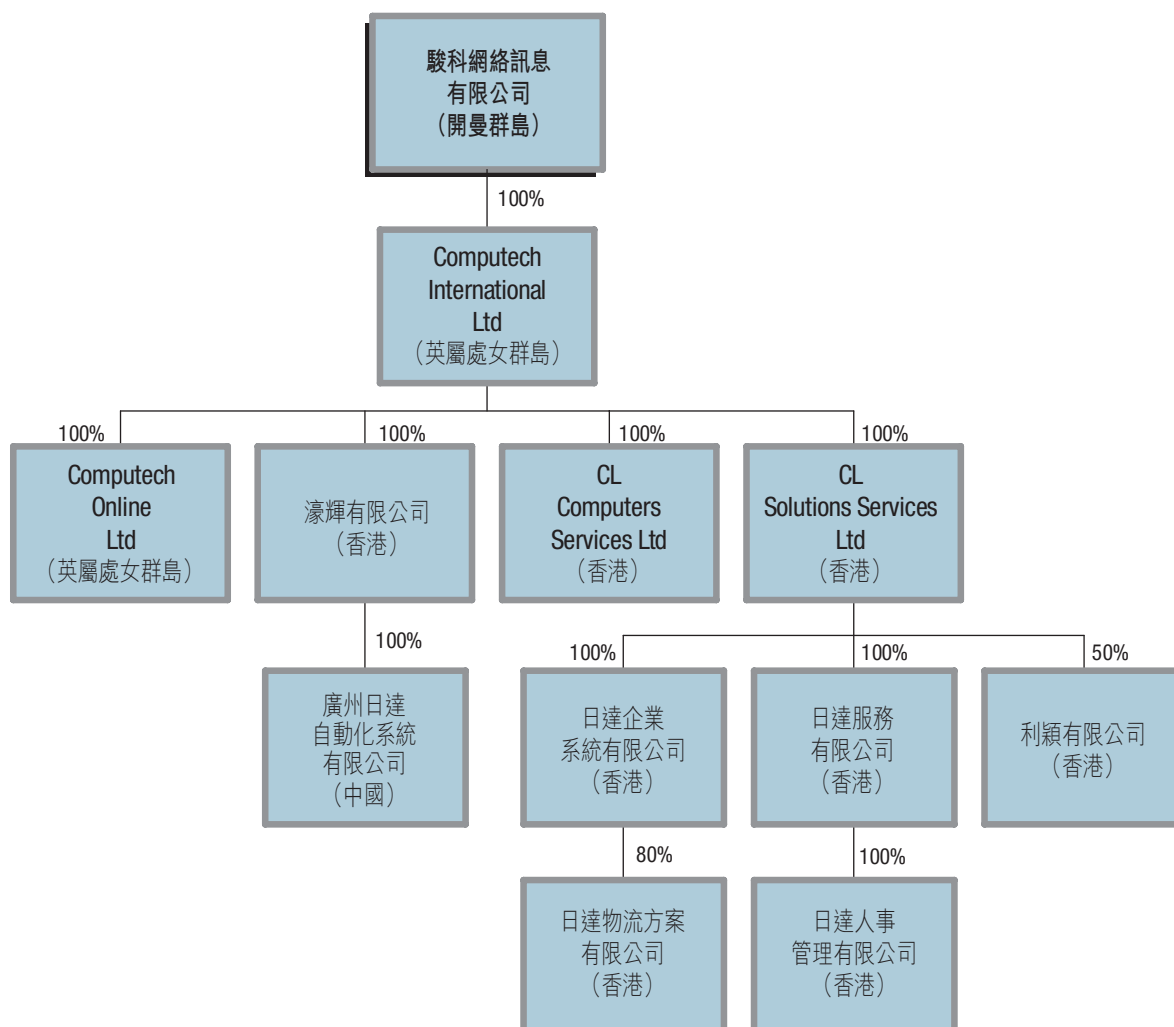 駿科網絡訊息
有限公司
（開曼群島）
100%
Computech
International
Ltd
（英屬處女群島）
100%
100%
100%
100%
Computech
Online
Ltd
（英屬處女群島）
濠輝有限公司
（香港）
CL
Computers
Services Ltd
（香港）
CL
Solutions Services
Ltd
（香港）
100%
100%
100%
50%
廣州日達
自動化系統
有限公司
（中國）
日達企業
系統有限公司
（香港）
日達服務
有限公司
（香港）
利穎有限公司
（香港）
80%
100%
日達物流方案
有限公司
（香港）
日達人事
管理有限公司
（香港）